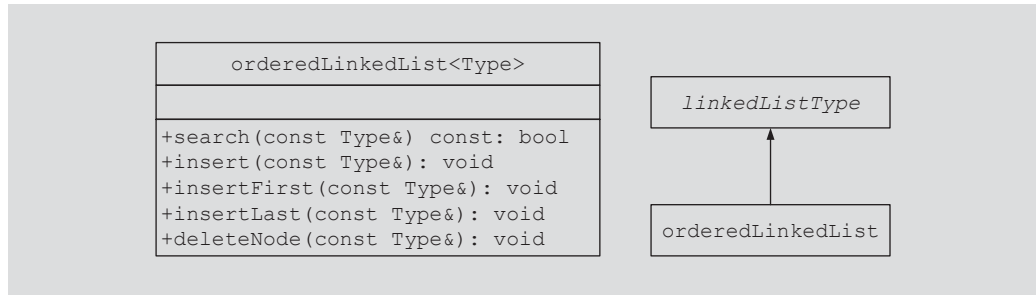 orderedLinkedList<Type>
+search(const Type&) const: bool
+insert(const Type&): void
+insertFirst(const Type&): void
+insertLast(const Type&): void
+deleteNode(const Type&): void
linkedListType
orderedLinkedList